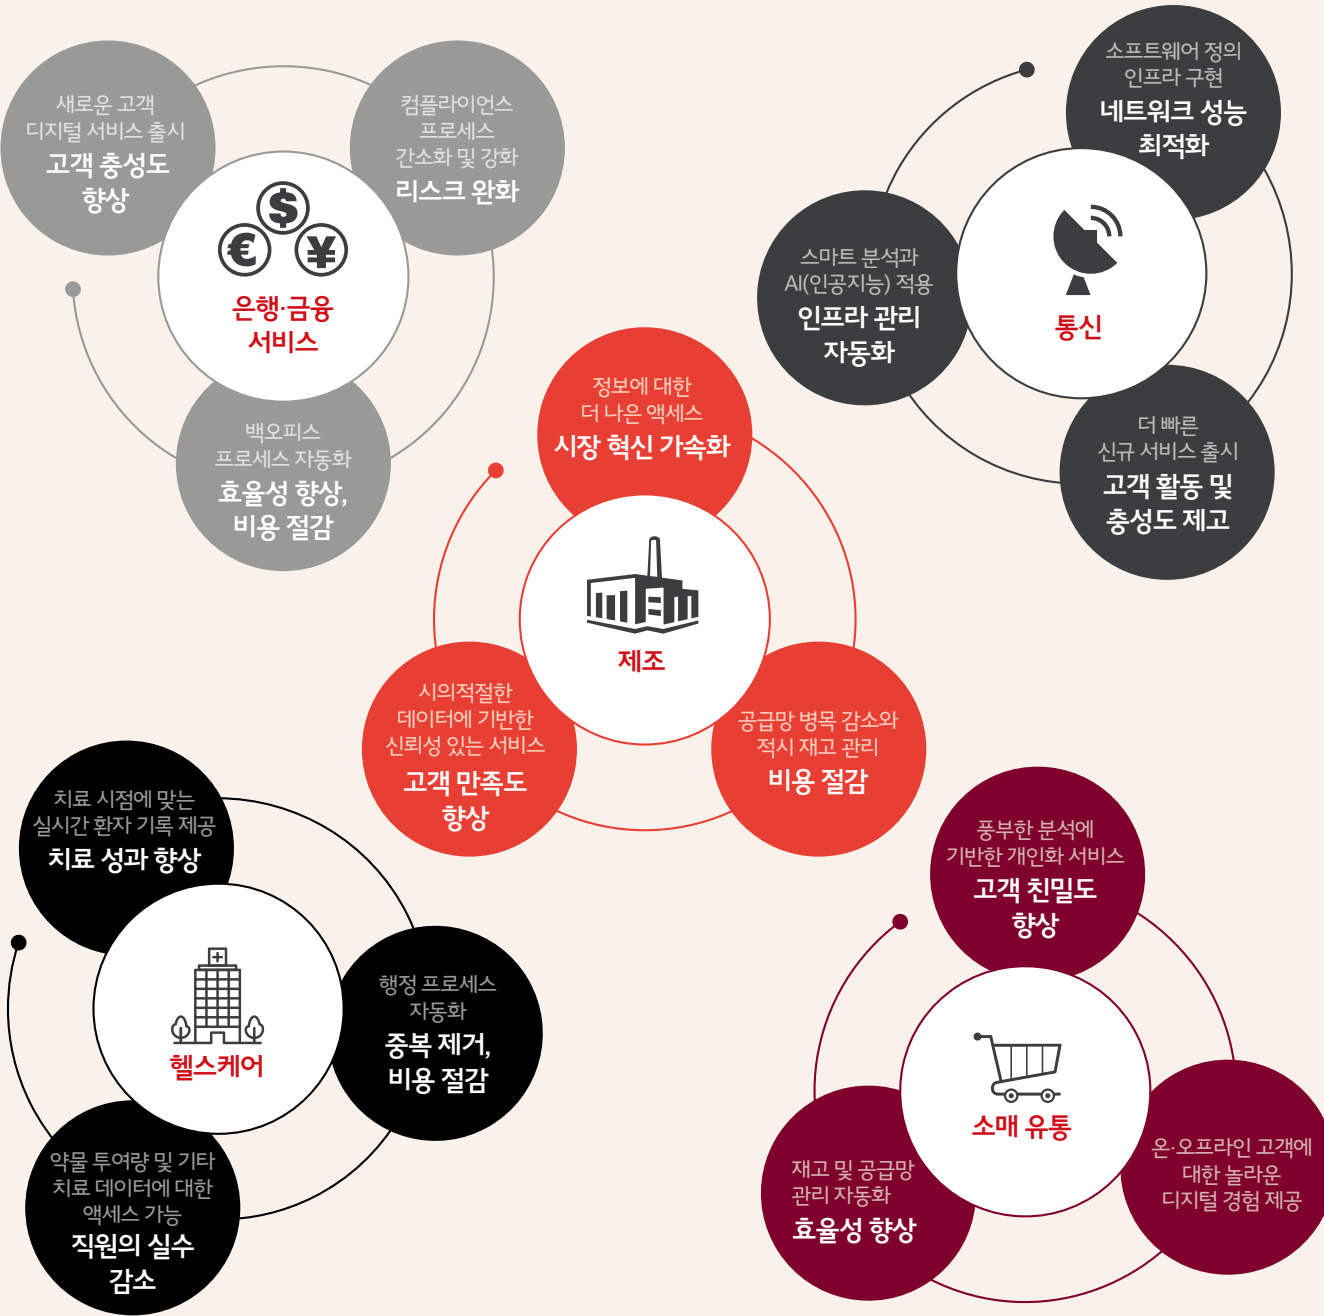 새로운 고객
디지털 서비스 출시
고객 충성도
향상
컴플라이언스
프로세스
간소화 및 강화
리스크 완화
$
€ ¥
은행·금융
서비스
백오피스
프로세스 자동화
효율성 향상,
비용 절감
소프트웨어 정의
인프라 구현
네트워크 성능
최적화
스마트 분석과
AI(인공지능) 적용
인프라 관리
자동화
통신
더 빠른
신규 서비스 출시
고객 활동 및
충성도 제고
정보에 대한
더 나은 액세스
시장 혁신 가속화
제조
시의적절한
데이터에 기반한
신뢰성 있는 서비스
고객 만족도
향상
공급망 병목 감소와
적시 재고 관리
비용 절감
치료 시점에 맞는
실시간 환자 기록 제공
치료 성과 향상
헬스케어
행정 프로세스
자동화
중복 제거,
비용 절감
약물 투여량 및 기타
치료 데이터에 대한
액세스 가능
직원의 실수
감소
풍부한 분석에
기반한 개인화 서비스
고객 친밀도
향상
소매 유통
재고 및 공급망
관리 자동화
효율성 향상
온·오프라인 고객에
대한 놀라운
디지털 경험 제공